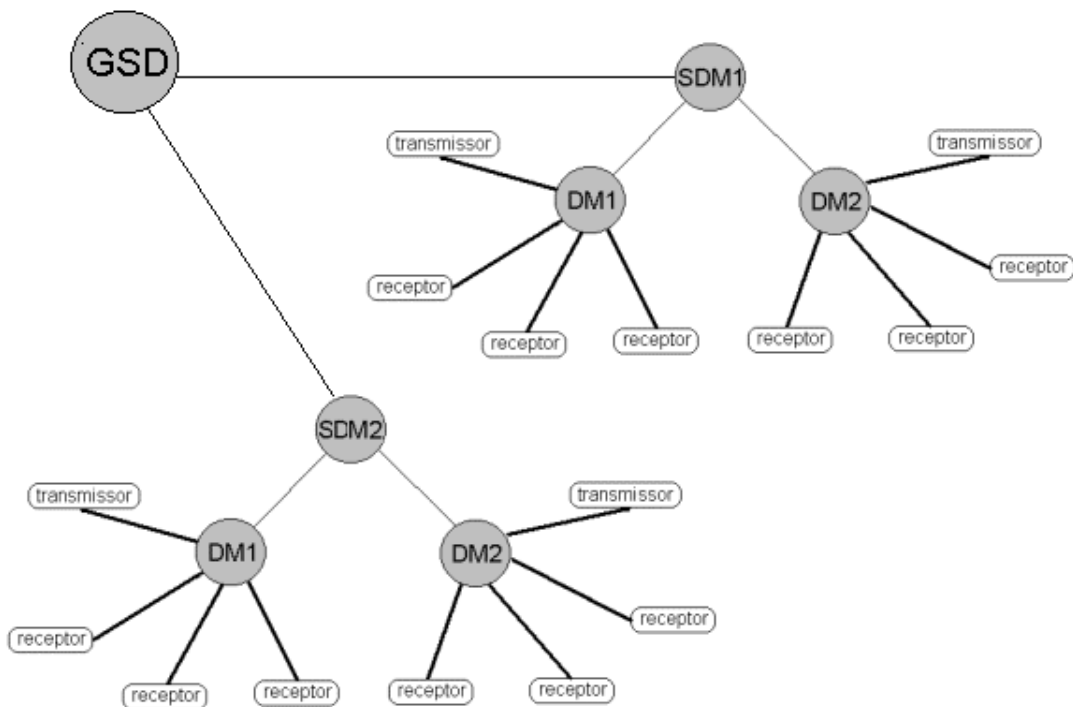 GSD
SDM1
transmissor
transmissor
DM1
DM2
receptor
receptor
receptor
receptor
receptor
receptor
SDM2
transmissor
transmissor
DM1
DM2
receptor
receptor
receptor
receptor
receptor
receptor